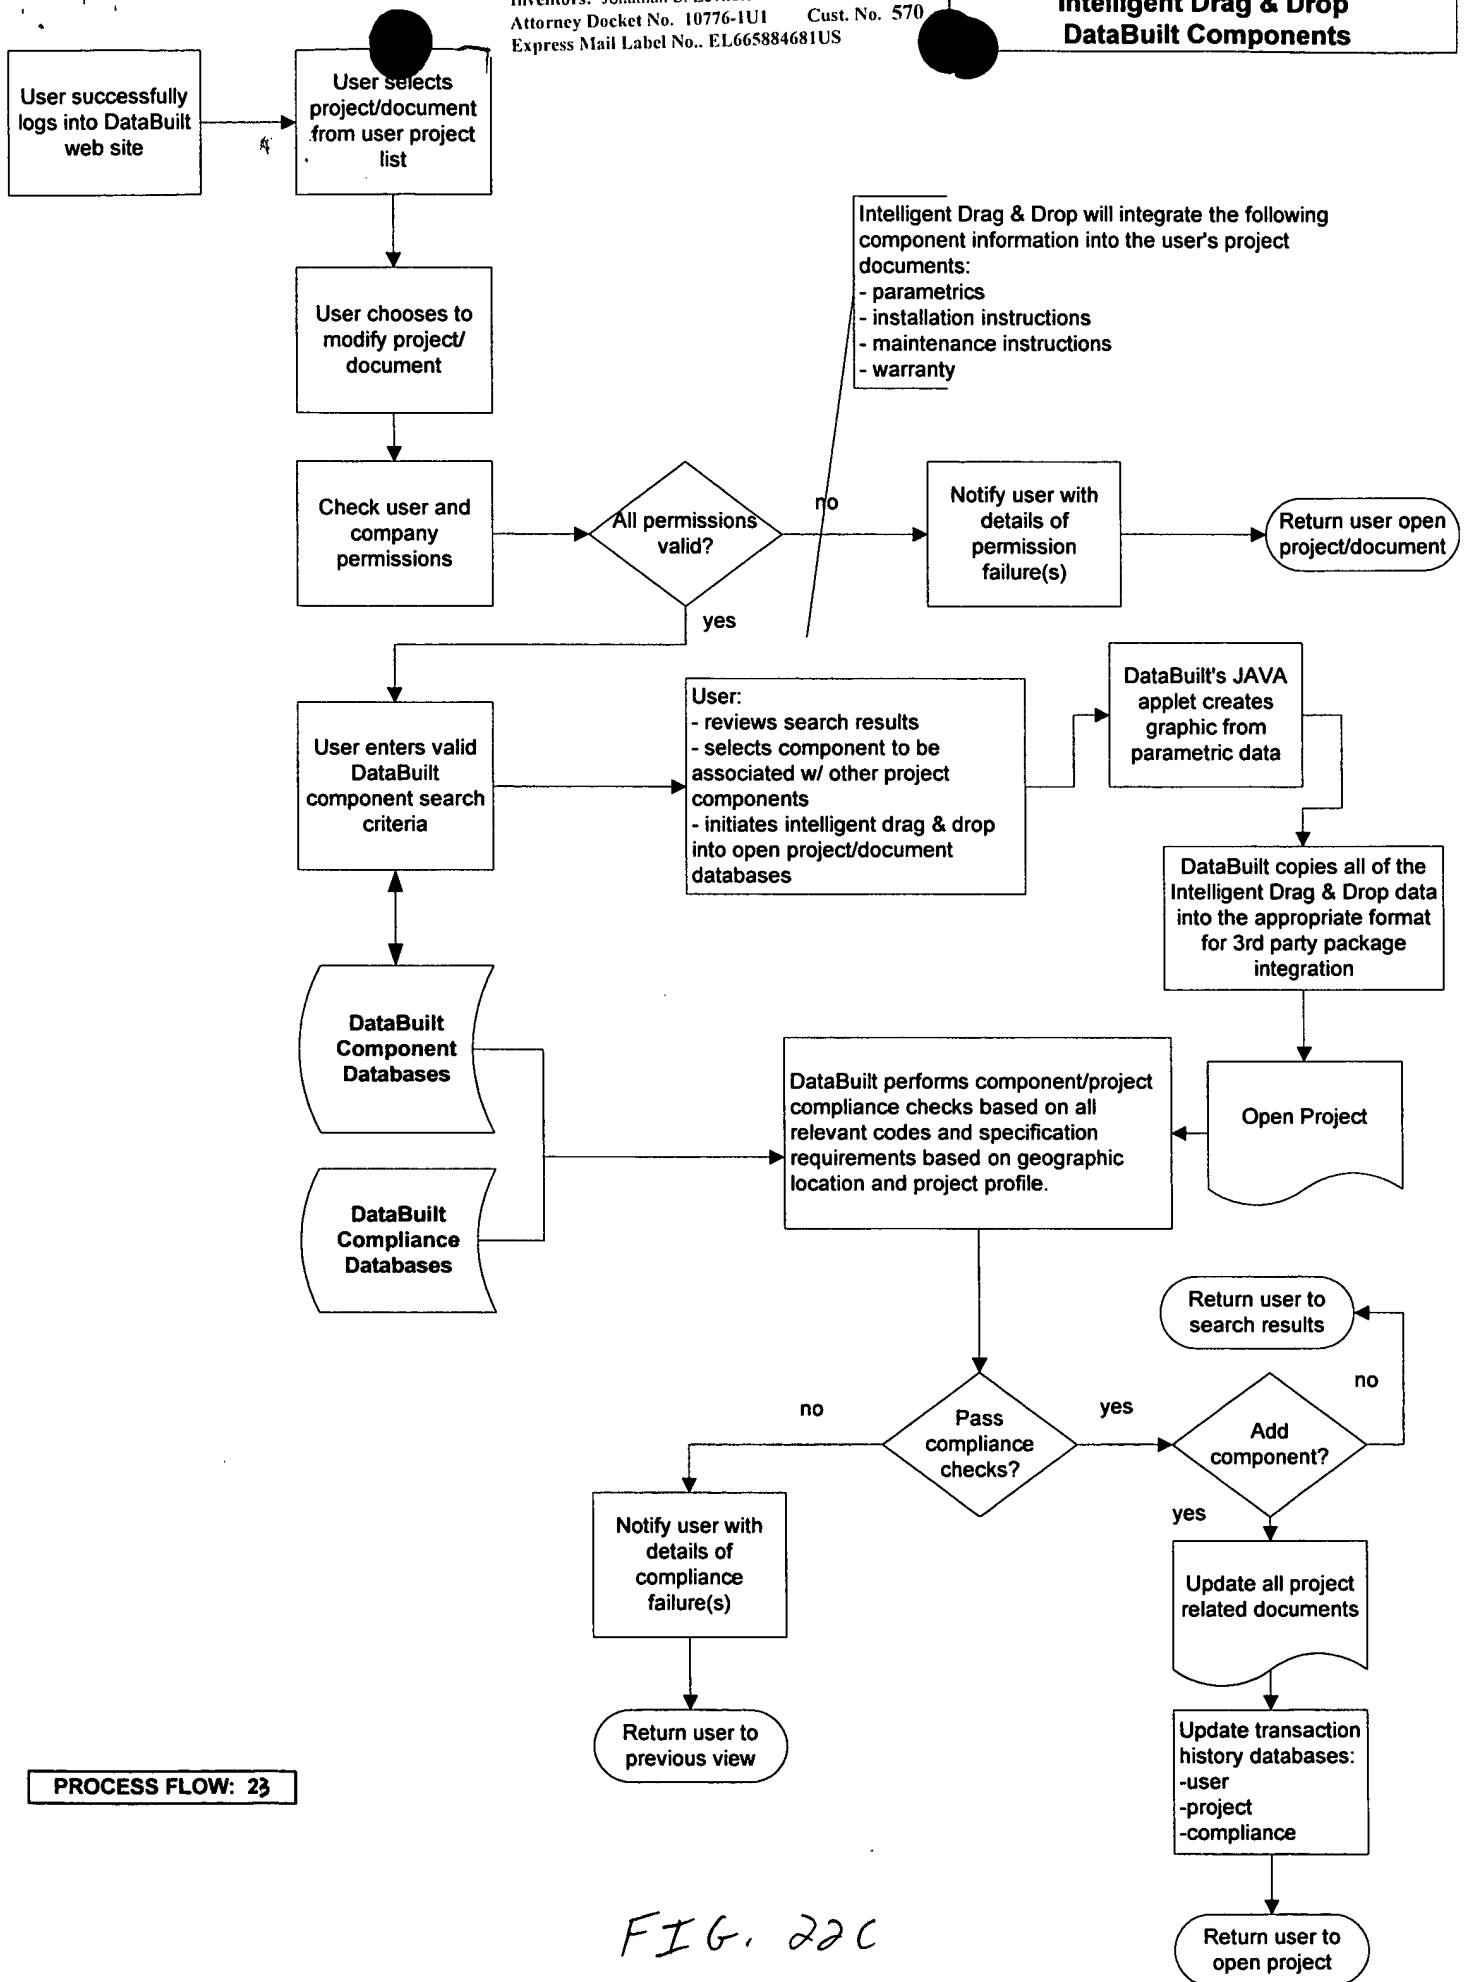 Attorney Docket No. 10776-1U1 Cust. No. 570
Express Mail Label No.. EL665884681US
Intelligent Drag & Drop
DataBuilt Components
User successfully
logs into DataBuilt
web site
User selects
project/document
from user project
list
Intelligent Drag & Drop will integrate the following
component information into the user's project
documents:
- parametrics
- installation instructions
- maintenance instructions
- warranty
User chooses to
modify project/
document
Check user and
company
permissions
All permissions
valid?
no
Notify user with
details of
permission
failure(s)
Return user open
project/document
yes
User enters valid
DataBuilt
component search
criteria
User:
- reviews search results
- selects component to be
associated w/ other project
components
- initiates intelligent drag & drop
into open project/document
databases
DataBuilt's JAVA
applet creates
graphic from
parametric data
DataBuilt copies all of the
Intelligent Drag & Drop data
into the appropriate format
for 3rd party package
integration
DataBuilt
Component
Databases
DataBuilt
Compliance
Databases
DataBuilt performs component/project
compliance checks based on all
relevant codes and specification
requirements based on geographic
location and project profile.
Open Project
Return user to
search results
no
Pass
compliance
checks?
yes
Add
component?
no
yes
Notify user with
details of
compliance
failure(s)
Update all project
related documents
Return user to
previous view
Update transaction
history databases:
-user
-project
-compliance
PROCESS FLOW: 23
Return user to
open project
FIG. 22C